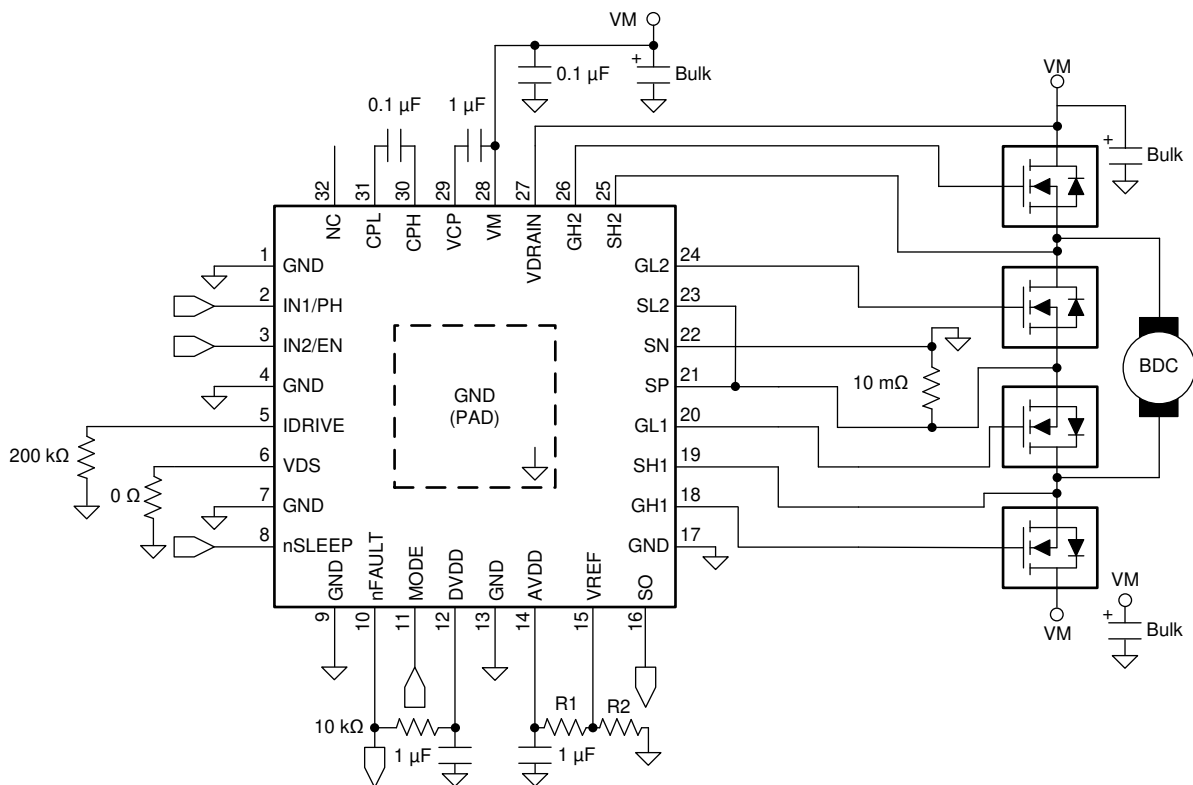 VM
0.1 µF
+
Bulk
VM
0.1 µF
1 µF
+
Bulk
32
31
30
29
28
27
26
25
NC
CPL
CPH
VCP
VM
VDRAIN
GH2
SH2
1
GND
2
IN1/PH
3
IN2/EN
4
GND
5
IDRIVE
6
VDS
7
GND
8
nSLEEP
200 kΩ
0 Ω
GND
(PAD)
GL2
24
SL2
23
SN
22
SP
21
GL1
20
SH1
19
GH1
18
GND
17
10 mΩ
BDC
GND
nFAULT
MODE
DVDD
GND
AVDD
VREF
SO
9
10
11
12
13
14
15
16
VM
VM
+
Bulk
10 kΩ
1 µF
R1
R2
1 µF